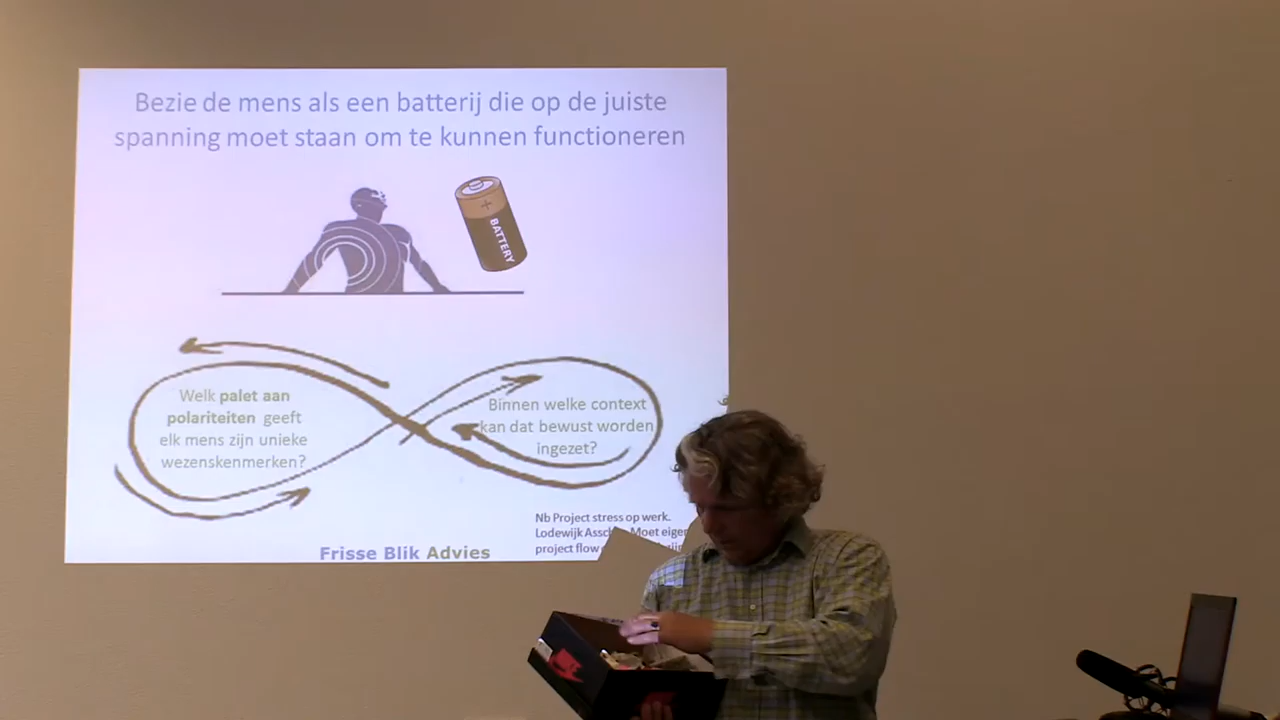 Bezie de mens als een batterij die op de juiste
spanning moet staan om te kunnen functioneren
BATTERY
Welk palet aan
polariteiten geeft
elk mens zijn unieke
wezenskenmerken?
Binnen welke context
kan dat bewust worden
ingezet?
Nb Project stress op werk.
Lodewijk Moet
project flow
Frisse Blik Advies